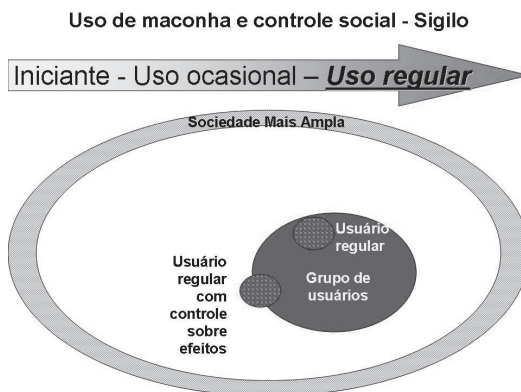 Uso de maconha e controle social - Sigilo
Iniciante - Uso ocasional – Uso regular
Sociedade Mais Ampla
Usuário
regular
Grupo de
usuários
Usuário
regular
com
controle
sobre
efeitos